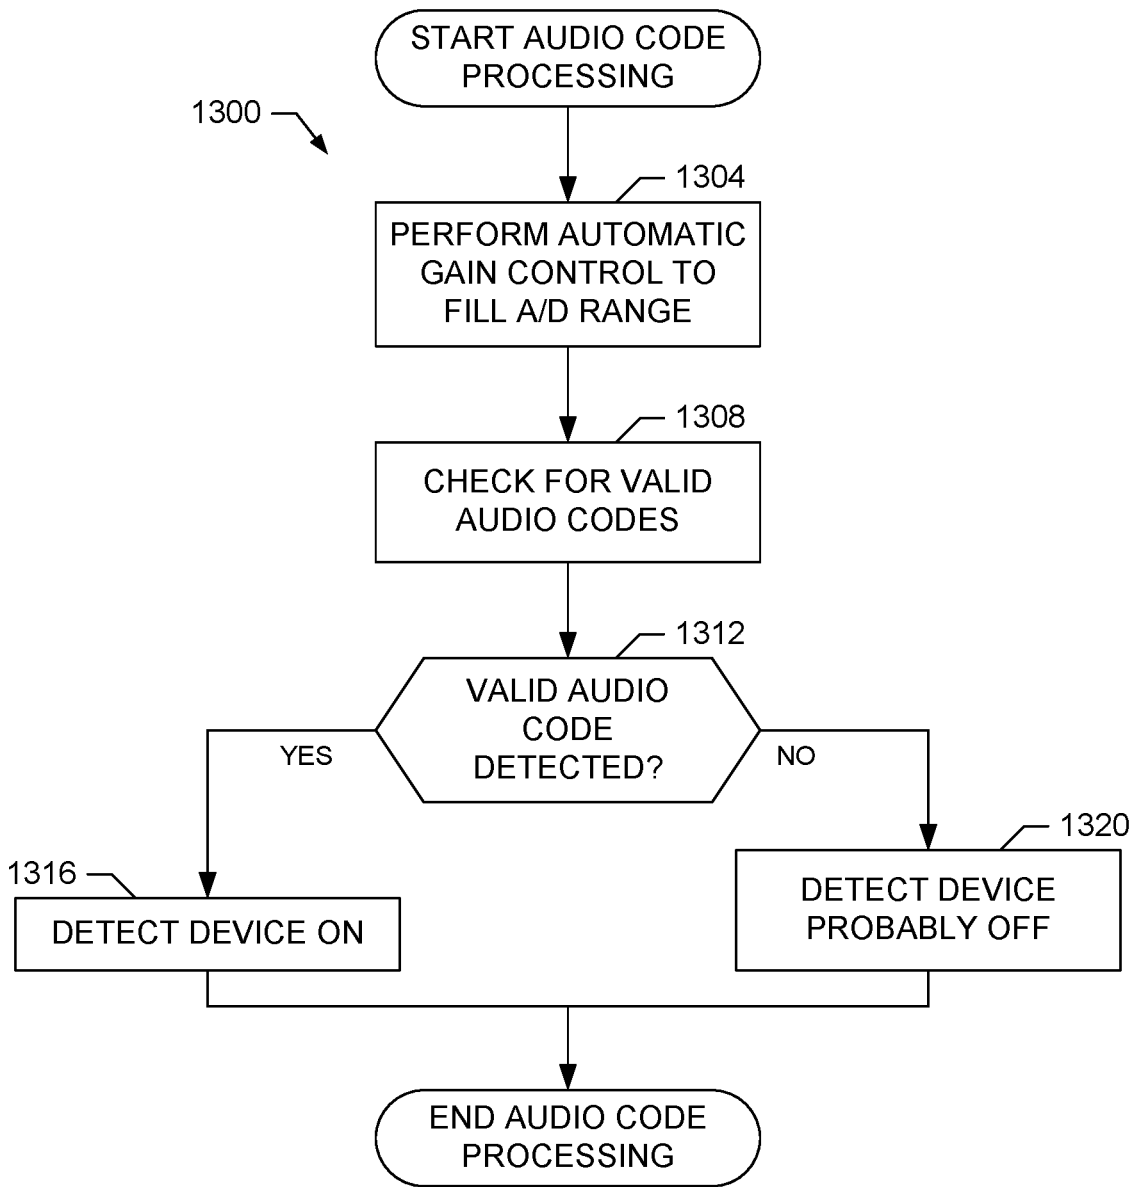 START AUDIO CODE
PROCESSING
1300
1304
PERFORM AUTOMATIC
GAIN CONTROL TO
FILL A/D RANGE
1308
CHECK FOR VALID
AUDIO CODES
1312
VALID AUDIO
CODE
DETECTED?
YES
NO
1316
DETECT DEVICE ON
1320
DETECT DEVICE
PROBABLY OFF
END AUDIO CODE
PROCESSING